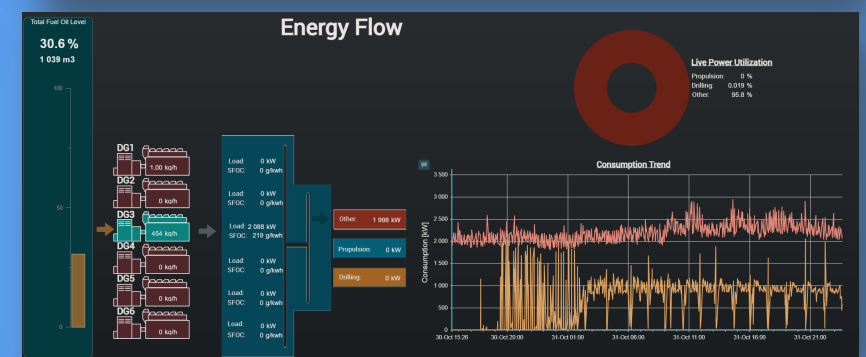 Total Fuel Oil Level
30.6 %
1 039 m3
100
50
0
Energy Flow
DG1
1.00 kg/h
DG2
0 kg/h
DG3
454 kg/h
DG4
0 kg/h
DG5
0 kg/h
DG6
0 kg/h
Load: 0 kW
SFOC: 0 g/kwh
Load: 0 kW
SFOC: 0 g/kwh
Load: 2 088 kW
SFOC: 219 g/kwh
Load: 0 kW
SFOC: 0 g/kwh
Load: 0 kW
SFOC: 0 g/kwh
Load: 0 kW
SFOC: 0 g/kwh
Other: 1 998 kW
Propulsion: 0 kW
Drilling: 0 kW
Live Power Utilization
Propulsion: 0 %
Drilling: 0.019 %
Other: 95.8 %
Consumption Trend
Consumption [kW]
3 500
3 000
2 500
2 000
1 500
1 000
500
0
30-Oct 15:26
30-Oct 20:00
31-Oct 01:00
31-Oct 06:00
31-Oct 11:00
31-Oct 16:00
31-Oct 21:00